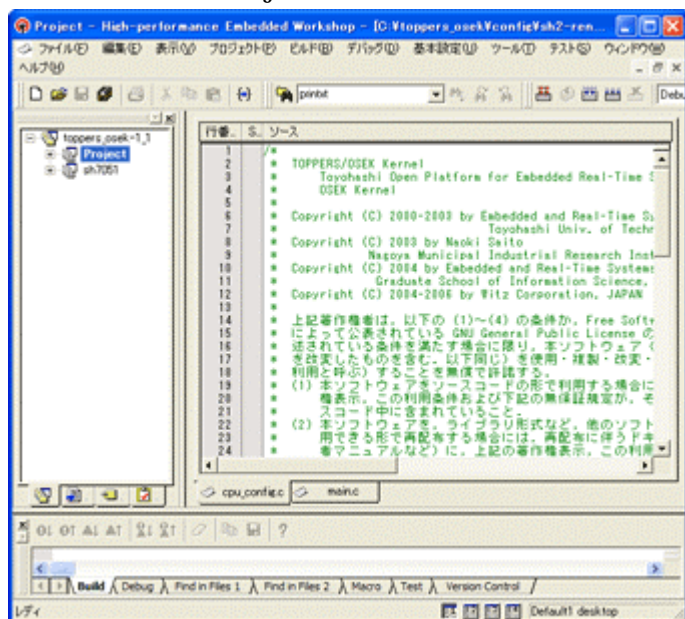 Project - High-performance Embedded Workshop - [C:¥toppers_osek¥config¥sh2-ren...
ファイル(F) 編集(E) 表示(V) プロジェクト(P) ビルド(B) デバッグ(D) 基本設定(U) ツール(T) テスト(S) ウィンドウ(W)
ヘルプ(H)
printxt
Debu
toppers_osek-1_1
Project
sh7051
行番.. S.. ソース
1 /*
2 * TOPPERS/OSEK Kernel
3 * Toyohashi Open Platform for Embedded Real-Time S
4 * OSEK Kernel
5 *
6 * Copyright (C) 2000-2003 by Embedded and Real-Time Sy
7 * Toyohashi Univ. of Techn
8 * Copyright (C) 2003 by Naoki Saito
9 * Nagoya Municipal Industrial Research Inst
10 * Copyright (C) 2004 by Embedded and Real-Time Systems
11 * Graduate School of Information Science,
12 * Copyright (C) 2004-2006 by Witz Corporation, JAPAN
13 *
14 * 上記著作権者は，以下の (1)～(4) の条件か，Free Softw
15 * によって公表されている GNU General Public License の
16 * 述されている条件を満たす場合に限り，本ソフトウェア（
17 * を改変したものを含む．以下同じ）を使用・複製・改変・
18 * 利用と呼ぶ）することを無償で許諾する．
19 * (1) 本ソフトウェアをソースコードの形で利用する場合に
20 * 権表示，この利用条件および下記の無保証規定が，そ
21 * スコード中に含まれていること．
22 * (2) 本ソフトウェアを，ライブラリ形式など，他のソフト
23 * 用できる形で再配布する場合には，再配布に伴うドキ
24 * 者マニュアルなど）に，上記の著作権表示，この利用
cpu_config.c main.c
Build Debug Find in Files 1 Find in Files 2 Macro Test Version Control
レディ Default1 desktop